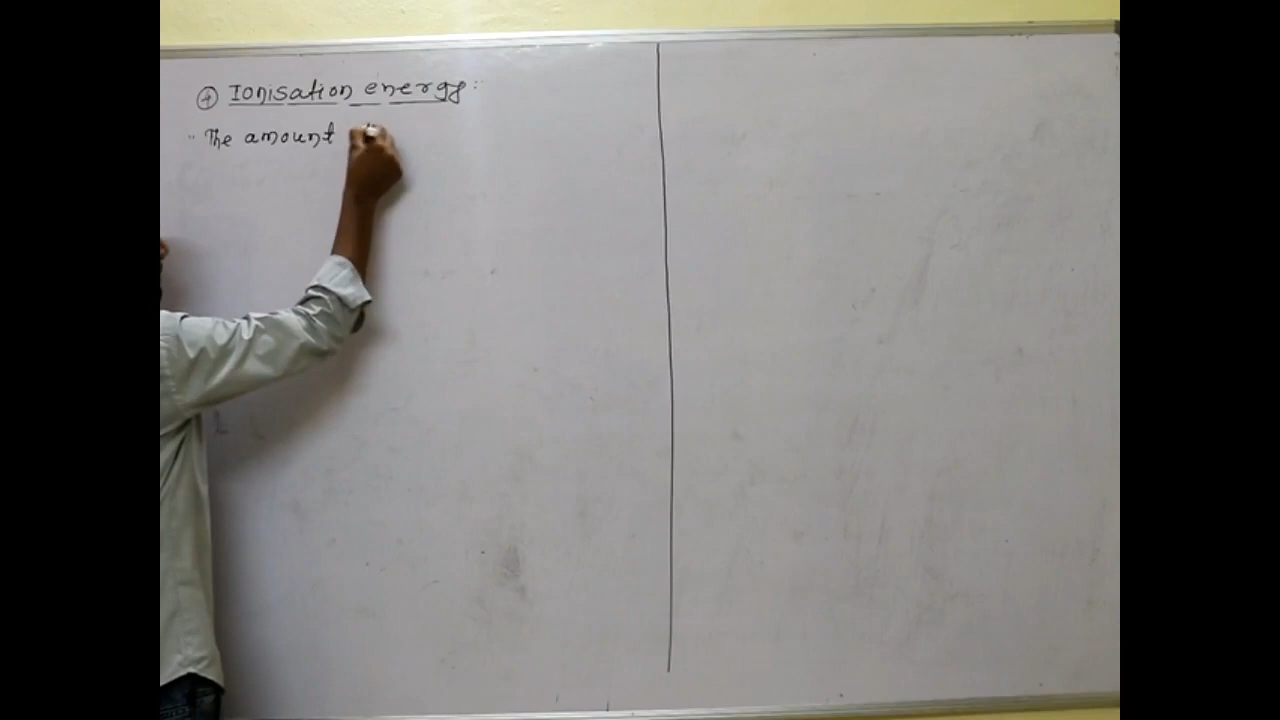 ④ Ionisation energy:-
" The amount